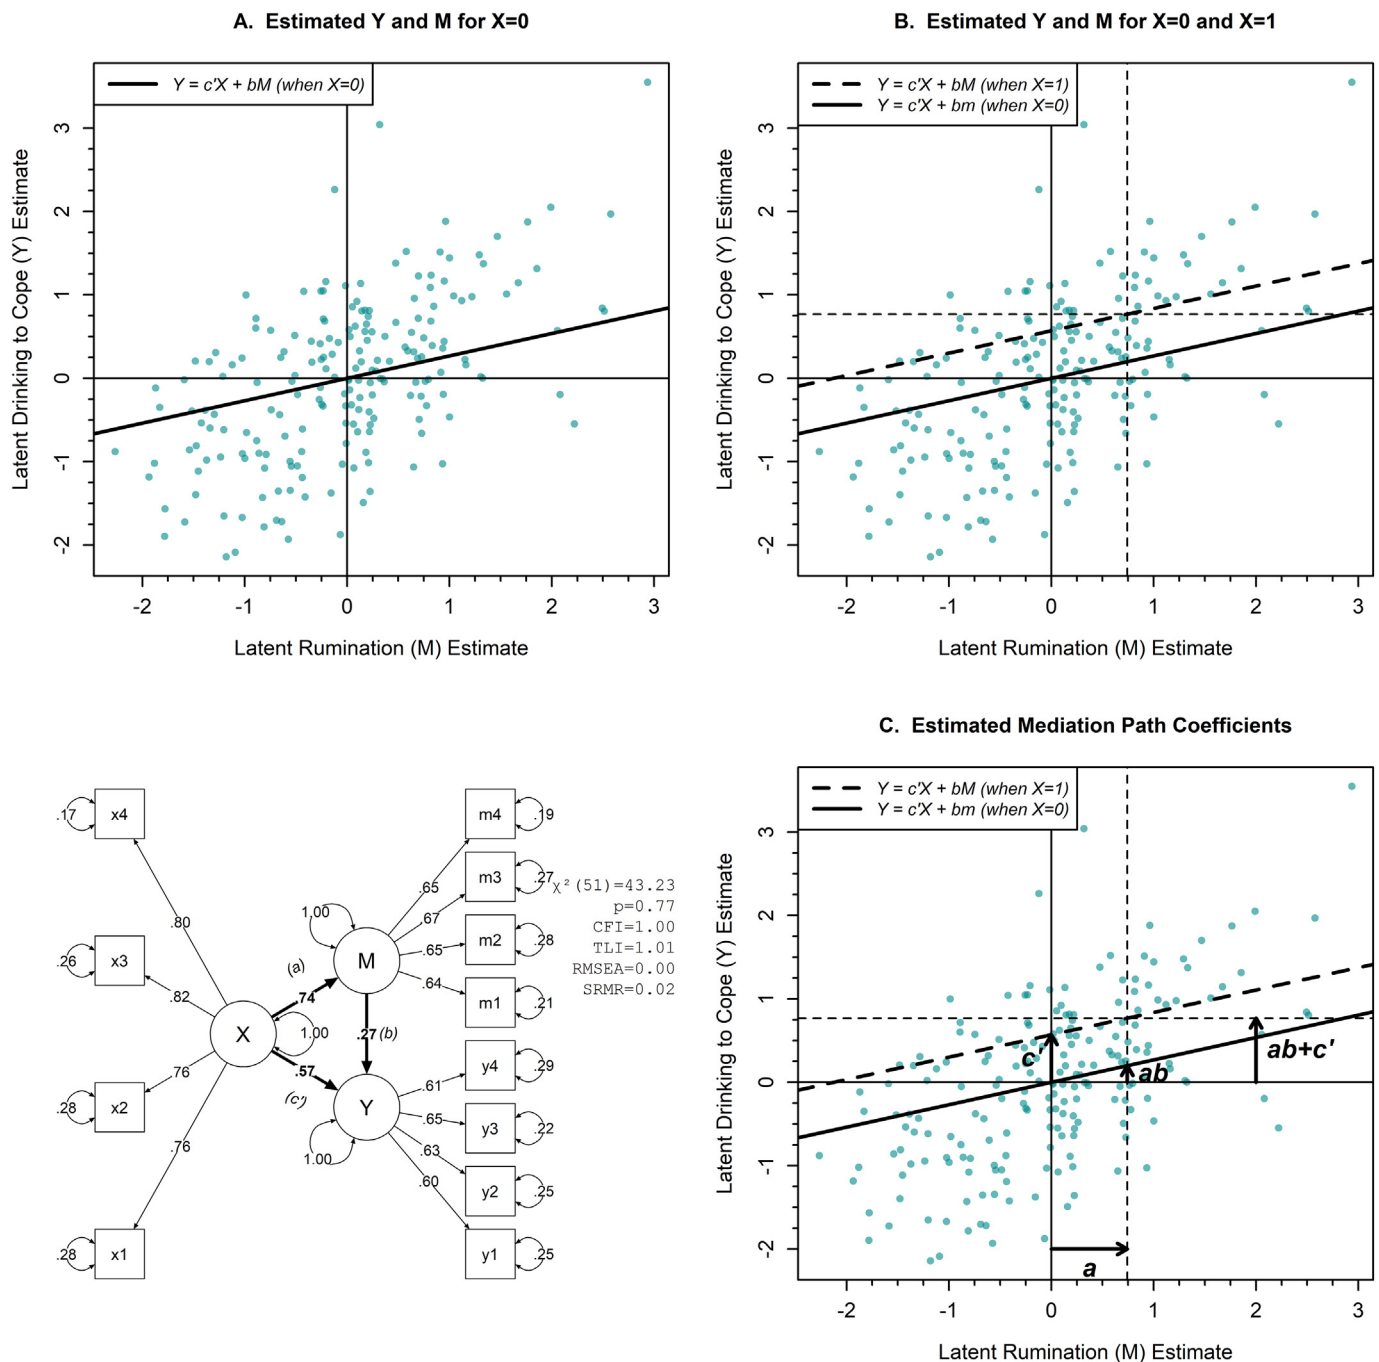 A. Estimated Y and M for X=0
Y = c'X + bM (when X=0)
Latent Drinking to Cope (Y) Estimate
3
2
1
0
-1
-2
-2 -1 0 1 2 3
Latent Rumination (M) Estimate
B. Estimated Y and M for X=0 and X=1
Y = c'X + bM (when X=1)
Y = c'X + bm (when X=0)
Latent Drinking to Cope (Y) Estimate
3
2
1
0
-1
-2
-2 -1 0 1 2 3
Latent Rumination (M) Estimate
.17 x4
.26 x3
.28 x2
.28 x1
.80
.82
.76
.76
X
1.00
(a)
.74
.57
(c')
M
1.00
.27 (b)
Y
1.00
.65
.67
.65
.64
.61
.65
.63
.60
m4 .19
m3 .27
m2 .28
m1 .21
y4 .29
y3 .22
y2 .25
y1 .25
χ²(51)=43.23
p=0.77
CFI=1.00
TLI=1.01
RMSEA=0.00
SRMR=0.02
C. Estimated Mediation Path Coefficients
Y = c'X + bM (when X=1)
Y = c'X + bm (when X=0)
Latent Drinking to Cope (Y) Estimate
3
2
1
0
-1
-2
c'
ab
ab+c'
a
-2 -1 0 1 2 3
Latent Rumination (M) Estimate